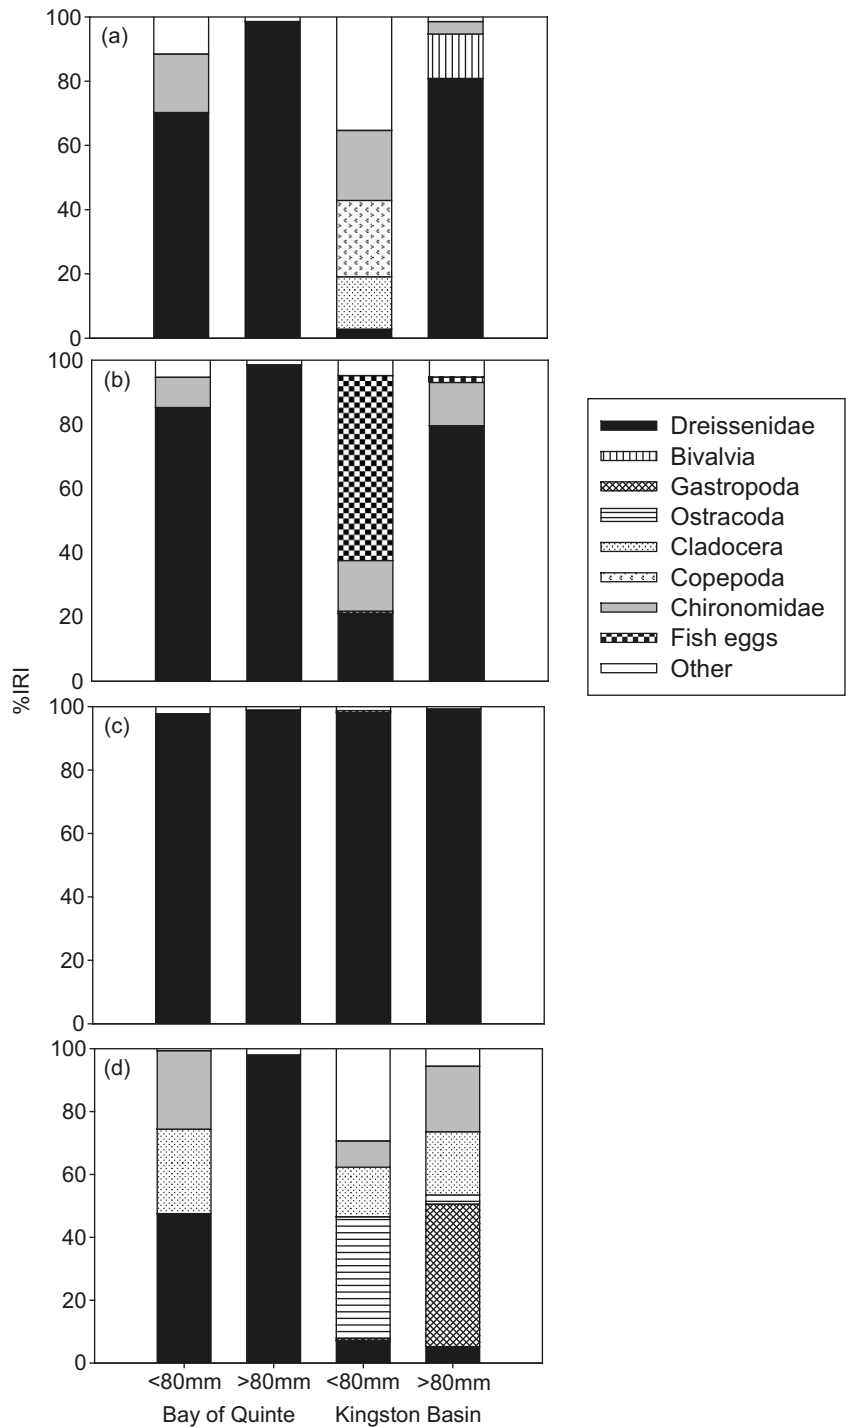 100
80
60
40
20
0
(a)
100
80
60
40
20
0
(b)
Dreissenidae
Bivalvia
Gastropoda
Ostracoda
Cladocera
Copepoda
Chironomidae
Fish eggs
Other
%IRI
100
80
60
40
20
0
(c)
100
80
60
40
20
0
(d)
<80mm >80mm <80mm >80mm
Bay of Quinte Kingston Basin